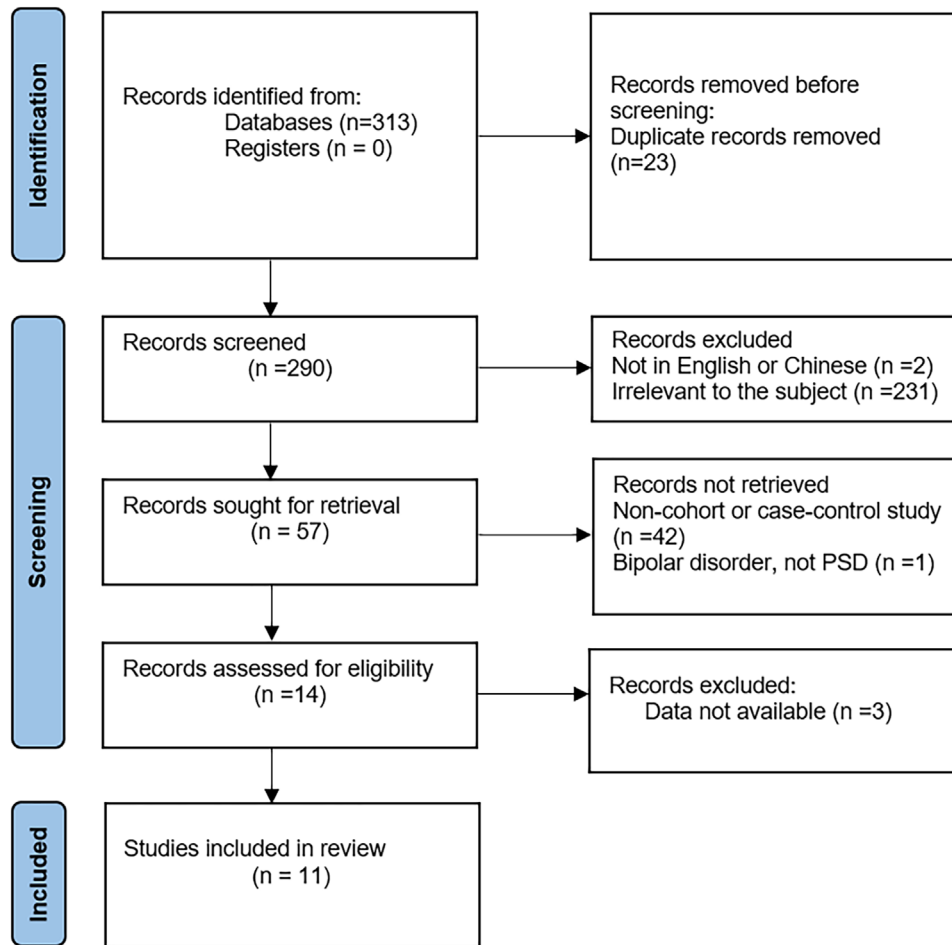 Identification
Records identified from:
Databases (n=313)
Registers (n = 0)
Records removed before
screening:
Duplicate records removed
(n=23)
Screening
Records screened
(n =290)
Records excluded
Not in English or Chinese (n =2)
Irrelevant to the subject (n =231)
Records sought for retrieval
(n = 57)
Records not retrieved
Non-cohort or case-control study
(n =42)
Bipolar disorder, not PSD (n =1)
Records assessed for eligibility
(n =14)
Records excluded:
Data not available (n =3)
Included
Studies included in review
(n = 11)